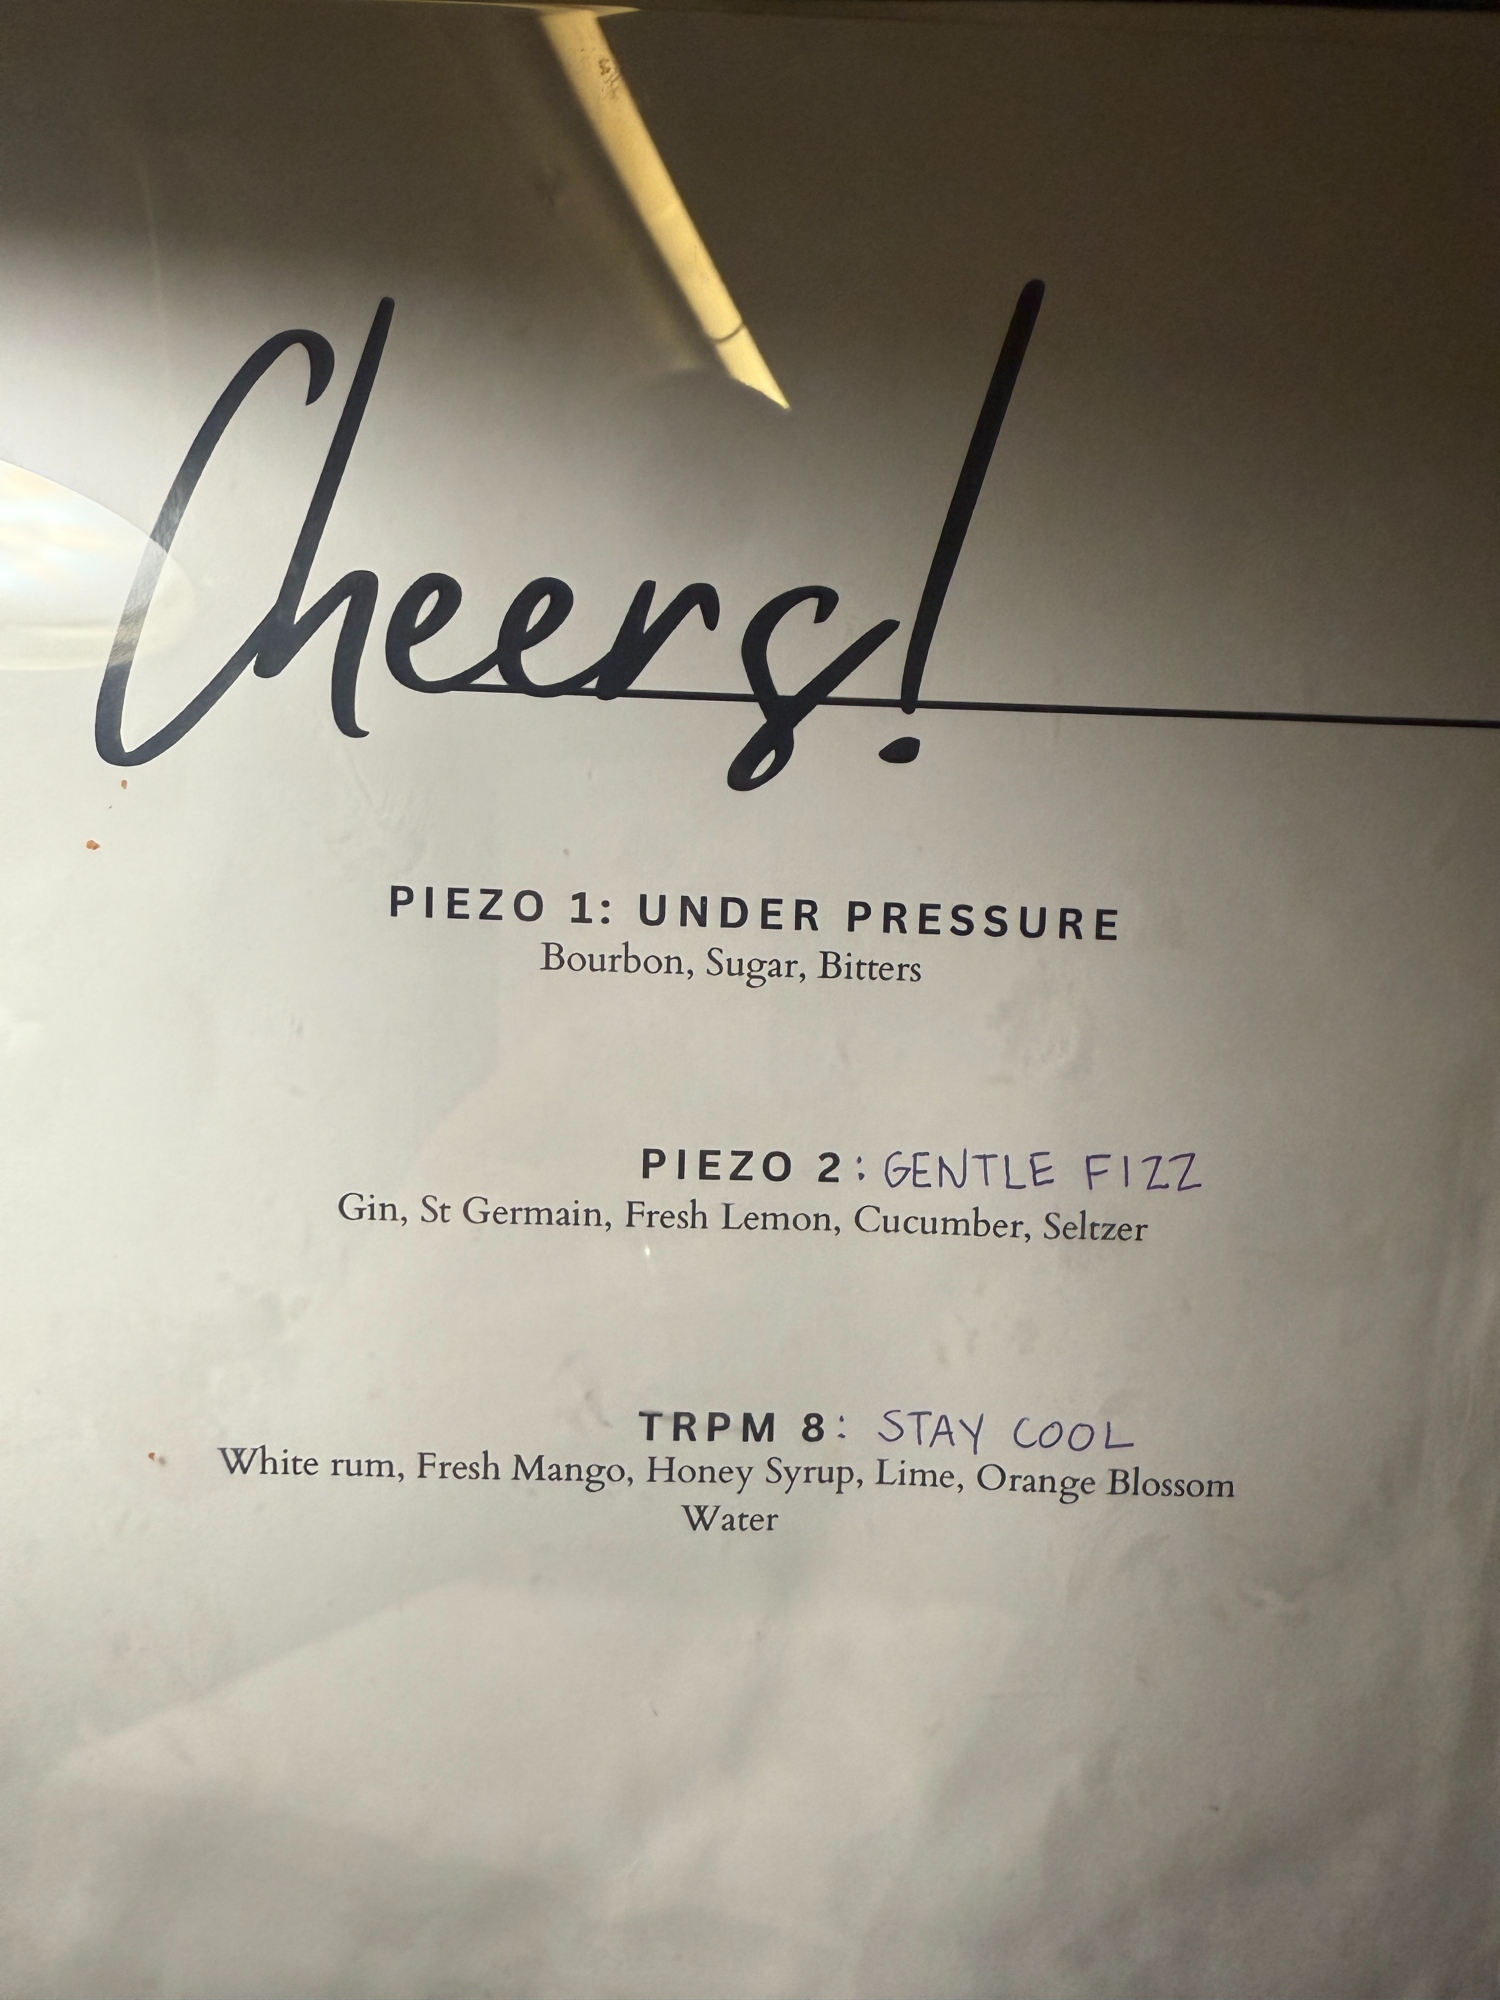 Cheers!
PIEZO 1: UNDER PRESSURE
Bourbon, Sugar, Bitters
PIEZO 2: GENTLE FIZZ
Gin, St Germain, Fresh Lemon, Cucumber, Seltzer
TRPM 8: STAY COOL
White rum, Fresh Mango, Honey Syrup, Lime, Orange Blossom
Water